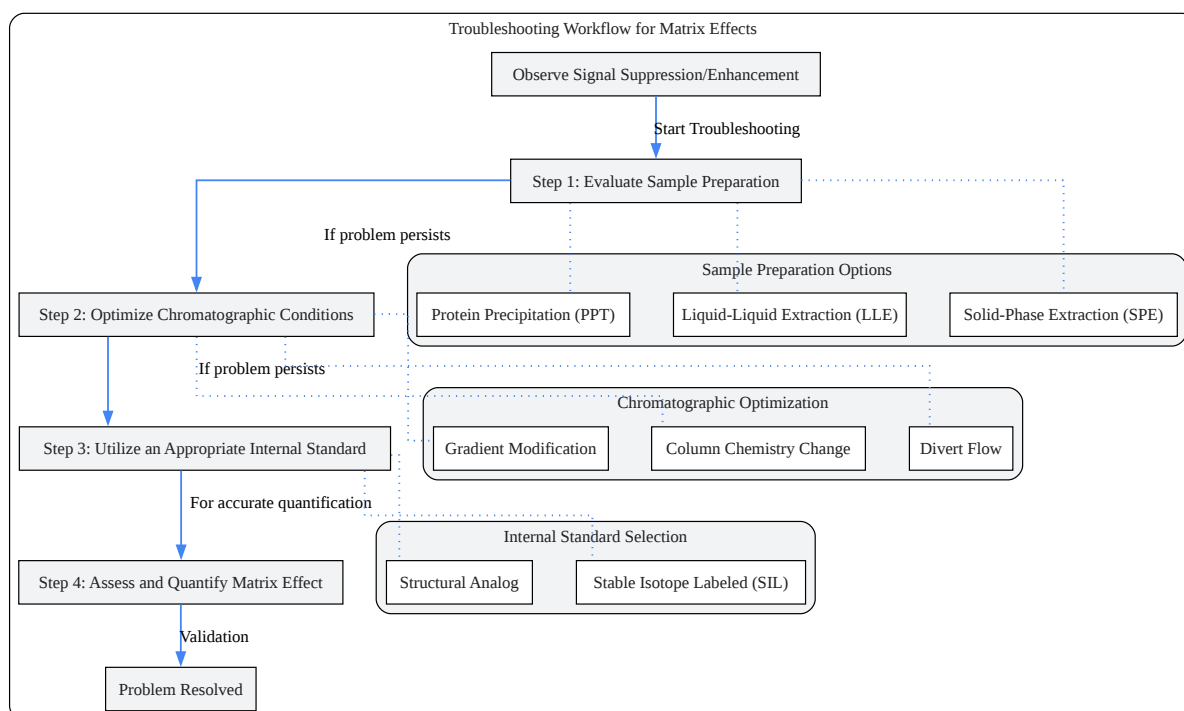 Troubleshooting Workflow for Matrix Effects
Observe Signal Suppression/Enhancement
Start Troubleshooting
Step 1: Evaluate Sample Preparation
If problem persists
Sample Preparation Options
Protein Precipitation (PPT)
Liquid-Liquid Extraction (LLE)
Solid-Phase Extraction (SPE)
Step 2: Optimize Chromatographic Conditions
If problem persists
Chromatographic Optimization
Gradient Modification
Column Chemistry Change
Divert Flow
Step 3: Utilize an Appropriate Internal Standard
For accurate quantification
Internal Standard Selection
Structural Analog
Stable Isotope Labeled (SIL)
Step 4: Assess and Quantify Matrix Effect
Validation
Problem Resolved